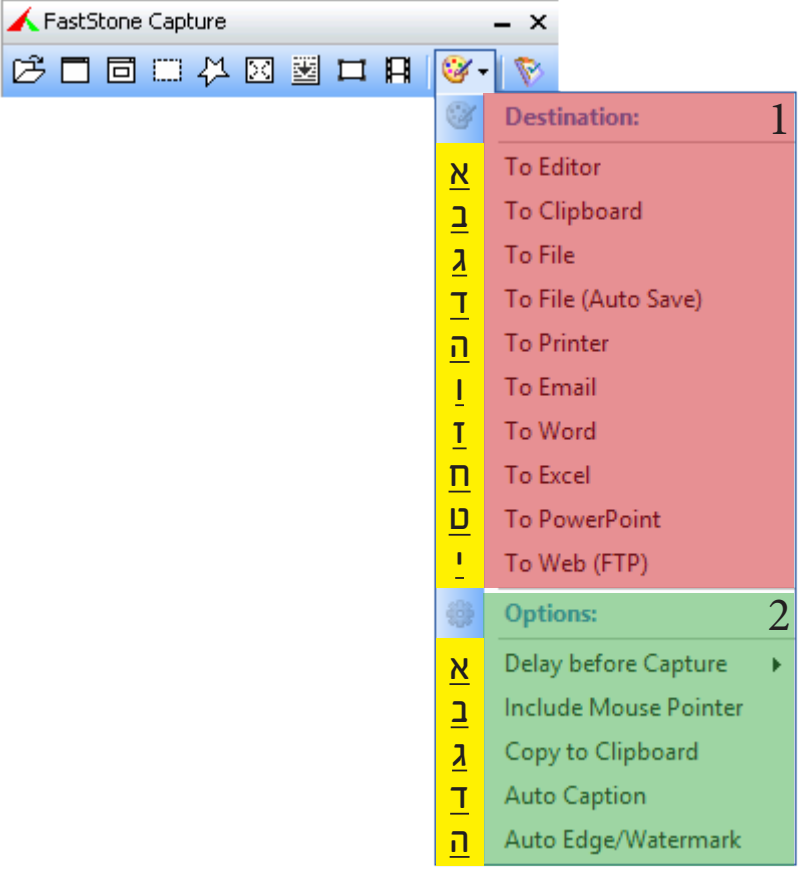 FastStone Capture
Destination: 1
א To Editor
ב To Clipboard
ג To File
ד To File (Auto Save)
ה To Printer
ו To Email
ז To Word
ח To Excel
ט To PowerPoint
י To Web (FTP)
Options: 2
א Delay before Capture
ב Include Mouse Pointer
ג Copy to Clipboard
ד Auto Caption
ה Auto Edge/Watermark